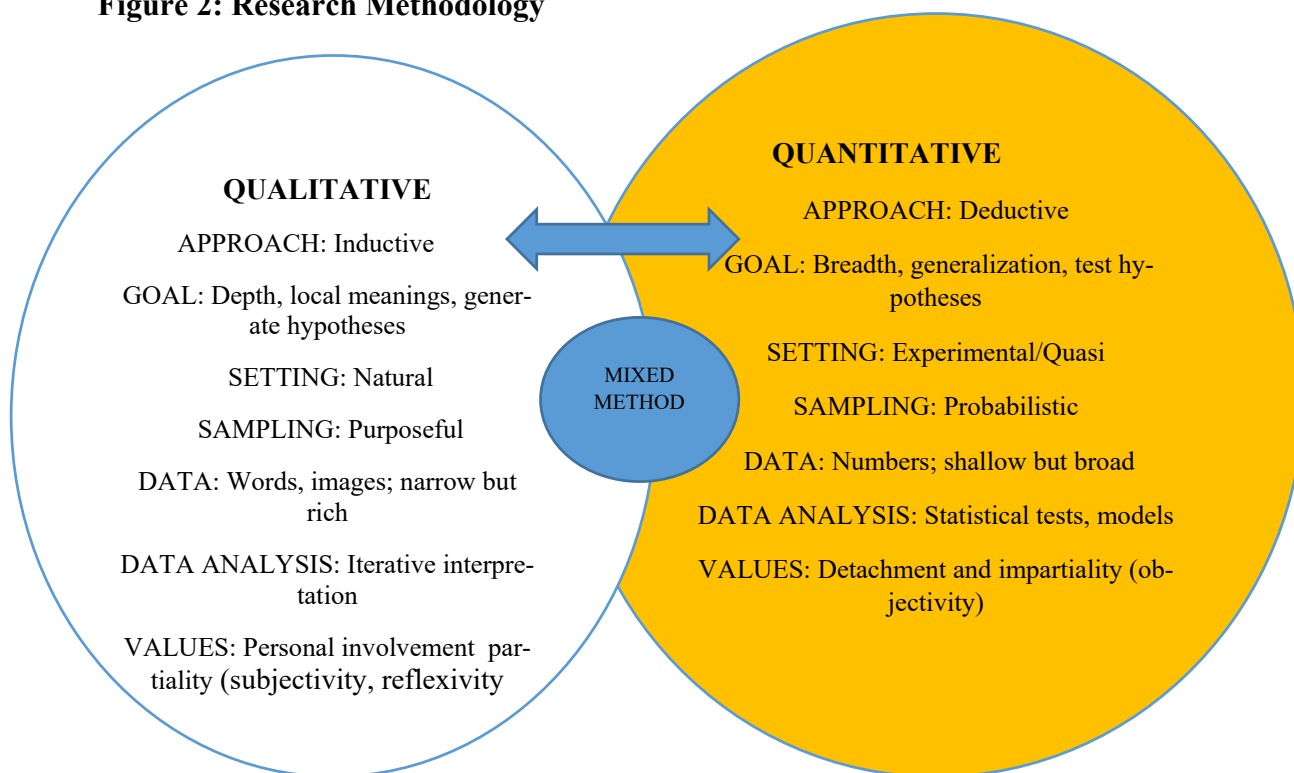 Figure 2: Research Methodology
QUALITATIVE
APPROACH: Inductive
GOAL: Depth, local meanings, gener-
ate hypotheses
SETTING: Natural
SAMPLING: Purposeful
DATA: Words, images; narrow but
rich
DATA ANALYSIS: Iterative interpre-
tation
VALUES: Personal involvement  par-
tiality (subjectivity, reflexivity
MIXED
METHOD
QUANTITATIVE
APPROACH: Deductive
GOAL: Breadth, generalization, test hy-
potheses
SETTING: Experimental/Quasi
SAMPLING: Probabilistic
DATA: Numbers; shallow but broad
DATA ANALYSIS: Statistical tests, models
VALUES: Detachment and impartiality (ob-
jectivity)